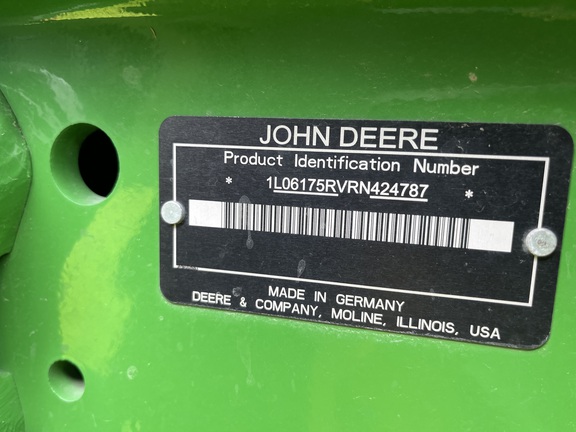 JOHN DEERE
Product Identification Number
* 1L06175RVRN424787 *
MADE IN GERMANY
DEERE & COMPANY, MOLINE, ILLINOIS, USA